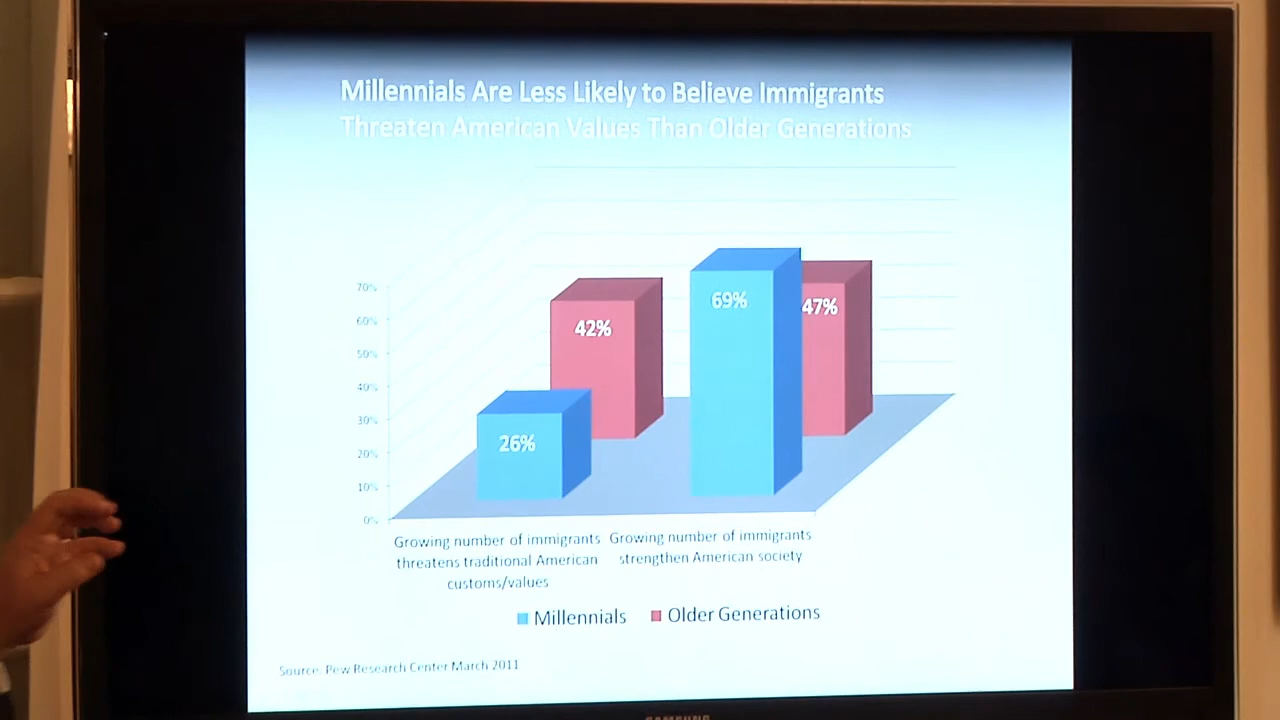 Millennials Are Less Likely to Believe Immigrants
Threaten American Values Than Older Generations
70%
60%
50%
40%
30%
20%
10%
0%
42%
69%
47%
26%
Growing number of immigrants
threatens traditional American
customs/values
Growing number of immigrants
strengthen American society
Millennials
Older Generations
Source: Pew Research Center March 2011
SAMSUNG